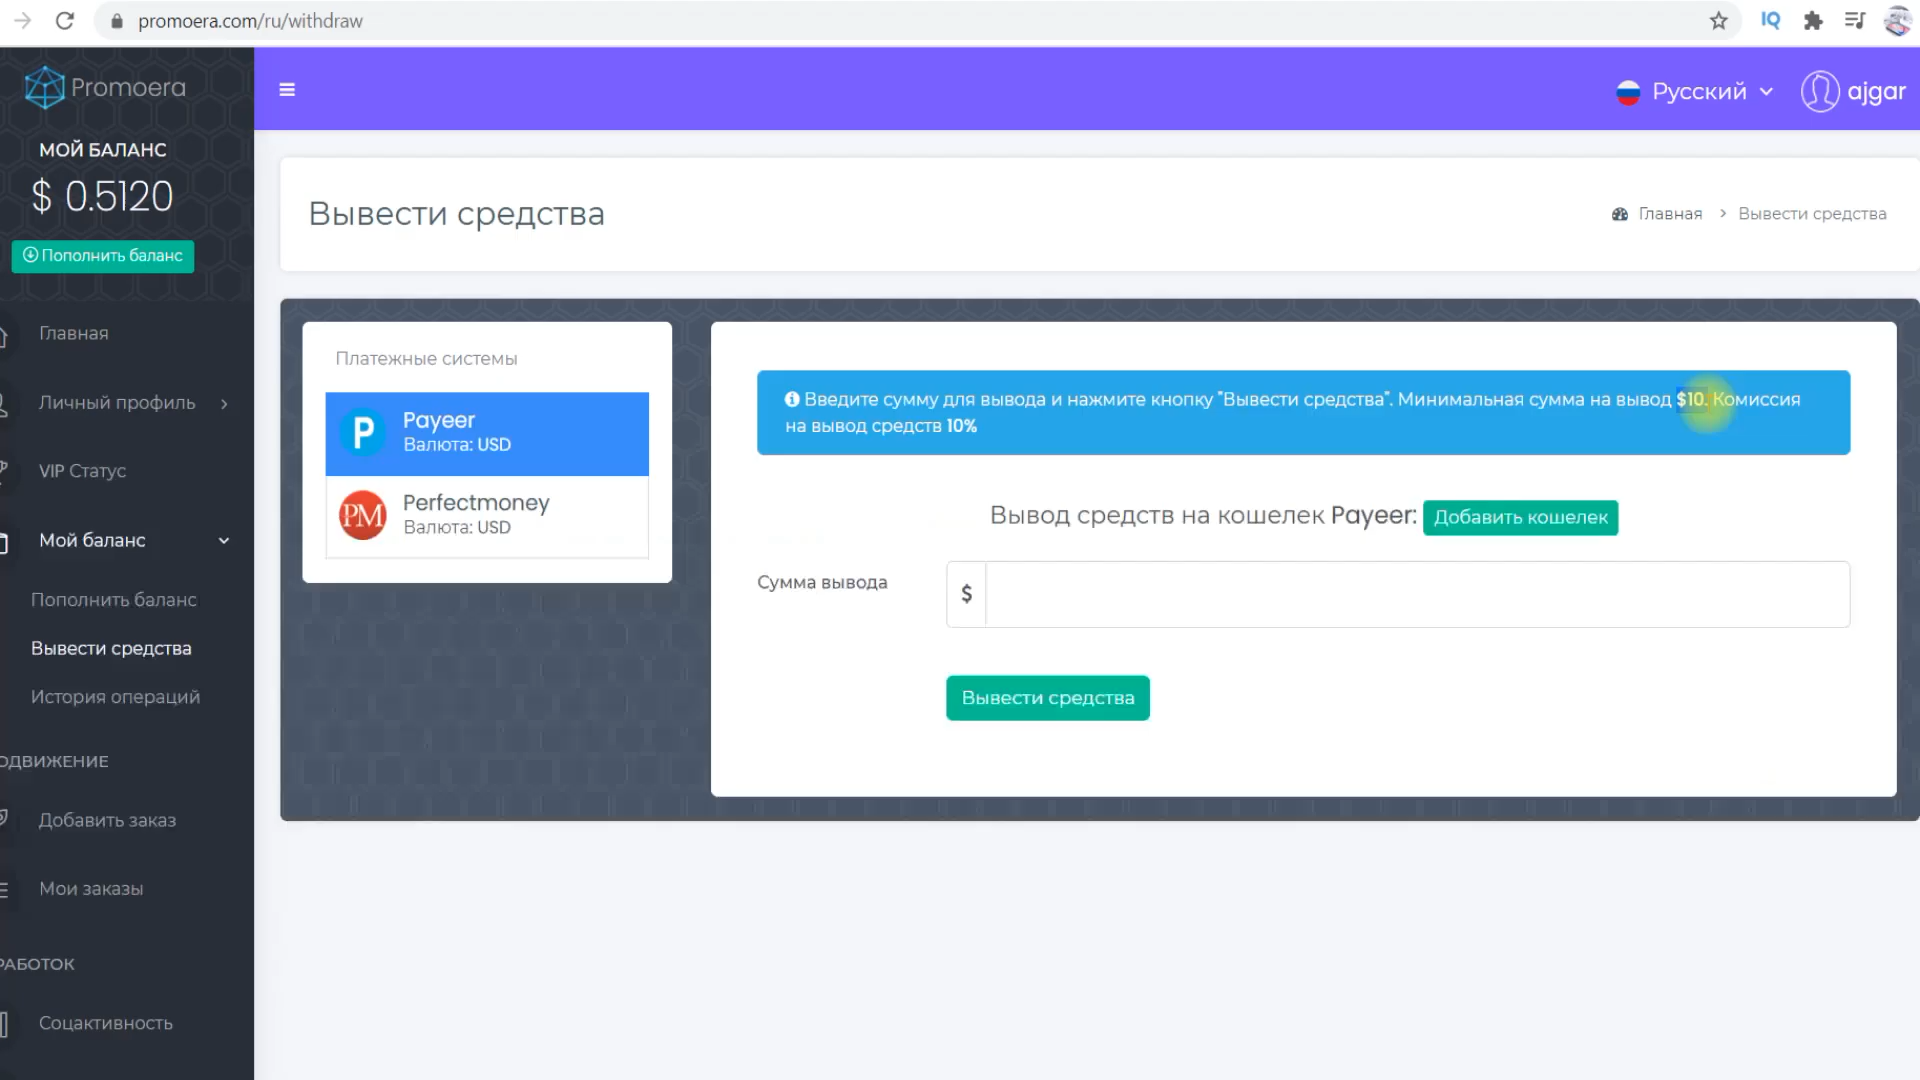 promoera.com/ru/withdraw
IQ
Promoera
Русский
ajgar
МОЙ БАЛАНС
$ 0.5120
Пополнить баланс
Вывести средства
Главная > Вывести средства
Главная
Личный профиль
VIP Статус
Мой баланс
Пополнить баланс
Вывести средства
История операций
ОДВИЖЕНИЕ
Добавить заказ
Мои заказы
РАБОТОК
Соцактивность
Платежные системы
P
Payeer
Валюта: USD
PM
Perfectmoney
Валюта: USD
Введите сумму для вывода и нажмите кнопку "Вывести средства". Минимальная сумма на вывод $10. Комиссия
на вывод средств 10%
Вывод средств на кошелек Payeer: Добавить кошелек
Сумма вывода
$
Вывести средства